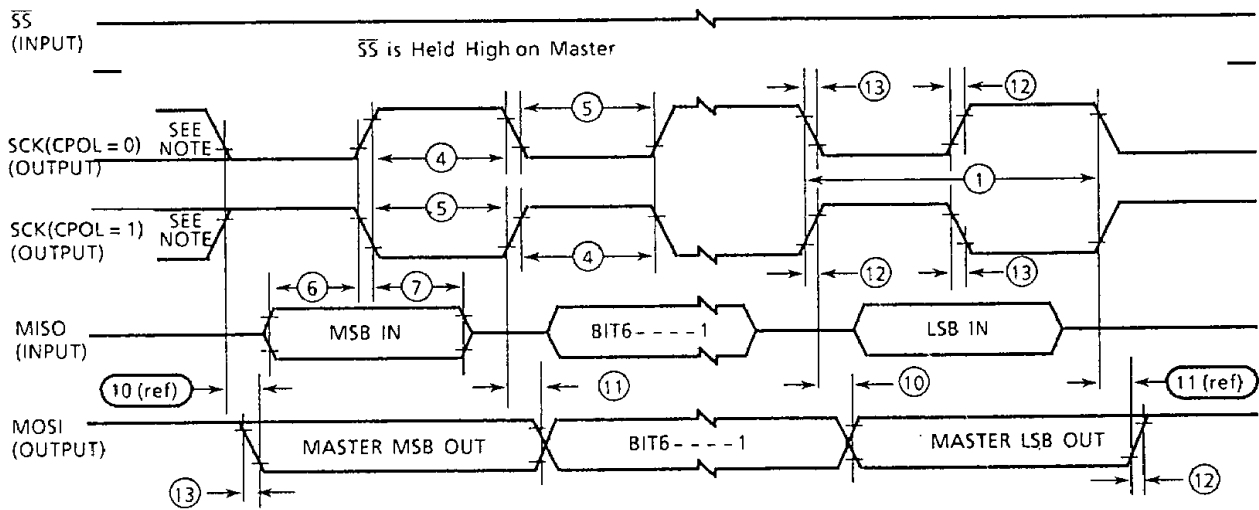 SS
(INPUT)
SS is Held High on Master
13
12
5
SCK(CPOL = 0)
(OUTPUT)
SEE
NOTE
4
1
SCK(CPOL = 1)
(OUTPUT)
SEE
NOTE
5
4
12
13
6
7
MISO
(INPUT)
MSB IN
BIT6- - - - 1
LSB IN
10 (ref)
11
10
11 (ref)
MOSI
(OUTPUT)
MASTER MSB OUT
BIT6- - - - 1
MASTER LSB OUT
13
12